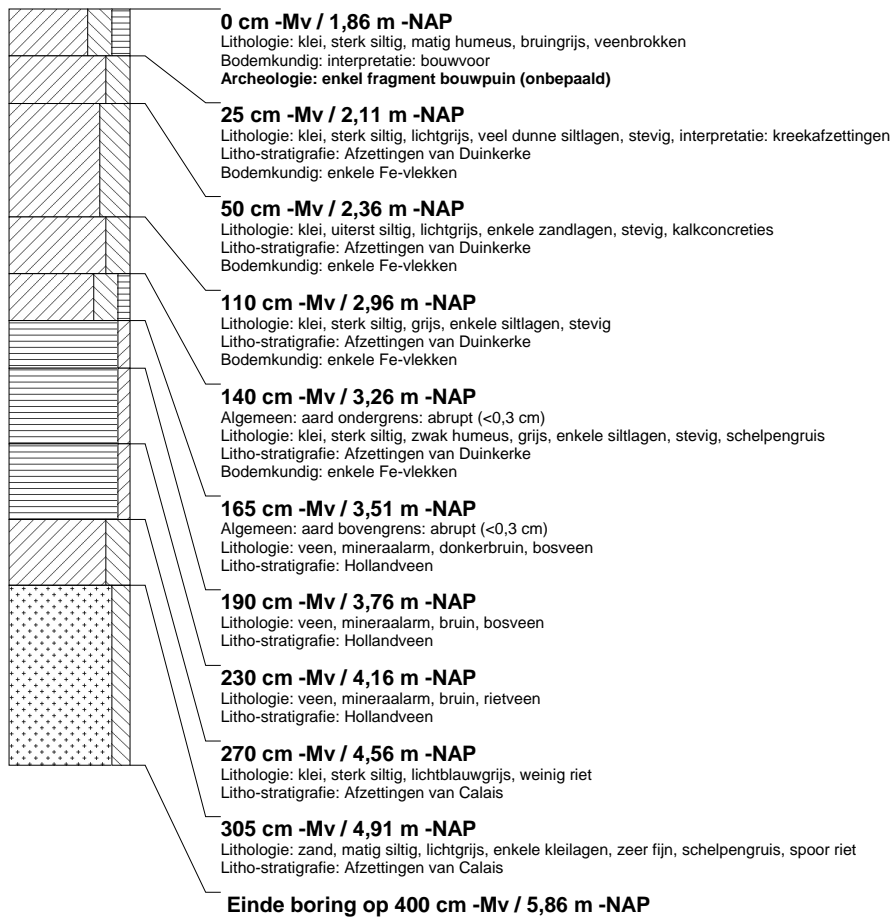 0 cm -Mv / 1,86 m -NAP
Lithologie: klei, sterk siltig, matig humeus, bruingrijs, veenbrokken
Bodemkundig: interpretatie: bouwvoor
Archeologie: enkel fragment bouwpuin (onbepaald)
25 cm -Mv / 2,11 m -NAP
Lithologie: klei, sterk siltig, lichtgrijs, veel dunne siltlagen, stevig, interpretatie: kreekafzettingen
Litho-stratigrafie: Afzettingen van Duinkerke
Bodemkundig: enkele Fe-vlekken
50 cm -Mv / 2,36 m -NAP
Lithologie: klei, uiterst siltig, lichtgrijs, enkele zandlagen, stevig, kalkconcreties
Litho-stratigrafie: Afzettingen van Duinkerke
Bodemkundig: enkele Fe-vlekken
110 cm -Mv / 2,96 m -NAP
Lithologie: klei, sterk siltig, grijs, enkele siltlagen, stevig
Litho-stratigrafie: Afzettingen van Duinkerke
Bodemkundig: enkele Fe-vlekken
140 cm -Mv / 3,26 m -NAP
Algemeen: aard ondergrens: abrupt (<0,3 cm)
Lithologie: klei, sterk siltig, zwak humeus, grijs, enkele siltlagen, stevig, schelpengruis
Litho-stratigrafie: Afzettingen van Duinkerke
Bodemkundig: enkele Fe-vlekken
165 cm -Mv / 3,51 m -NAP
Algemeen: aard bovengrens: abrupt (<0,3 cm)
Lithologie: veen, mineraalarm, donkerbruin, bosveen
Litho-stratigrafie: Hollandveen
190 cm -Mv / 3,76 m -NAP
Lithologie: veen, mineraalarm, bruin, bosveen
Litho-stratigrafie: Hollandveen
230 cm -Mv / 4,16 m -NAP
Lithologie: veen, mineraalarm, bruin, rietveen
Litho-stratigrafie: Hollandveen
270 cm -Mv / 4,56 m -NAP
Lithologie: klei, sterk siltig, lichtblauwgrijs, weinig riet
Litho-stratigrafie: Afzettingen van Calais
305 cm -Mv / 4,91 m -NAP
Lithologie: zand, matig siltig, lichtgrijs, enkele kleilagen, zeer fijn, schelpengruis, spoor riet
Litho-stratigrafie: Afzettingen van Calais
Einde boring op 400 cm -Mv / 5,86 m -NAP